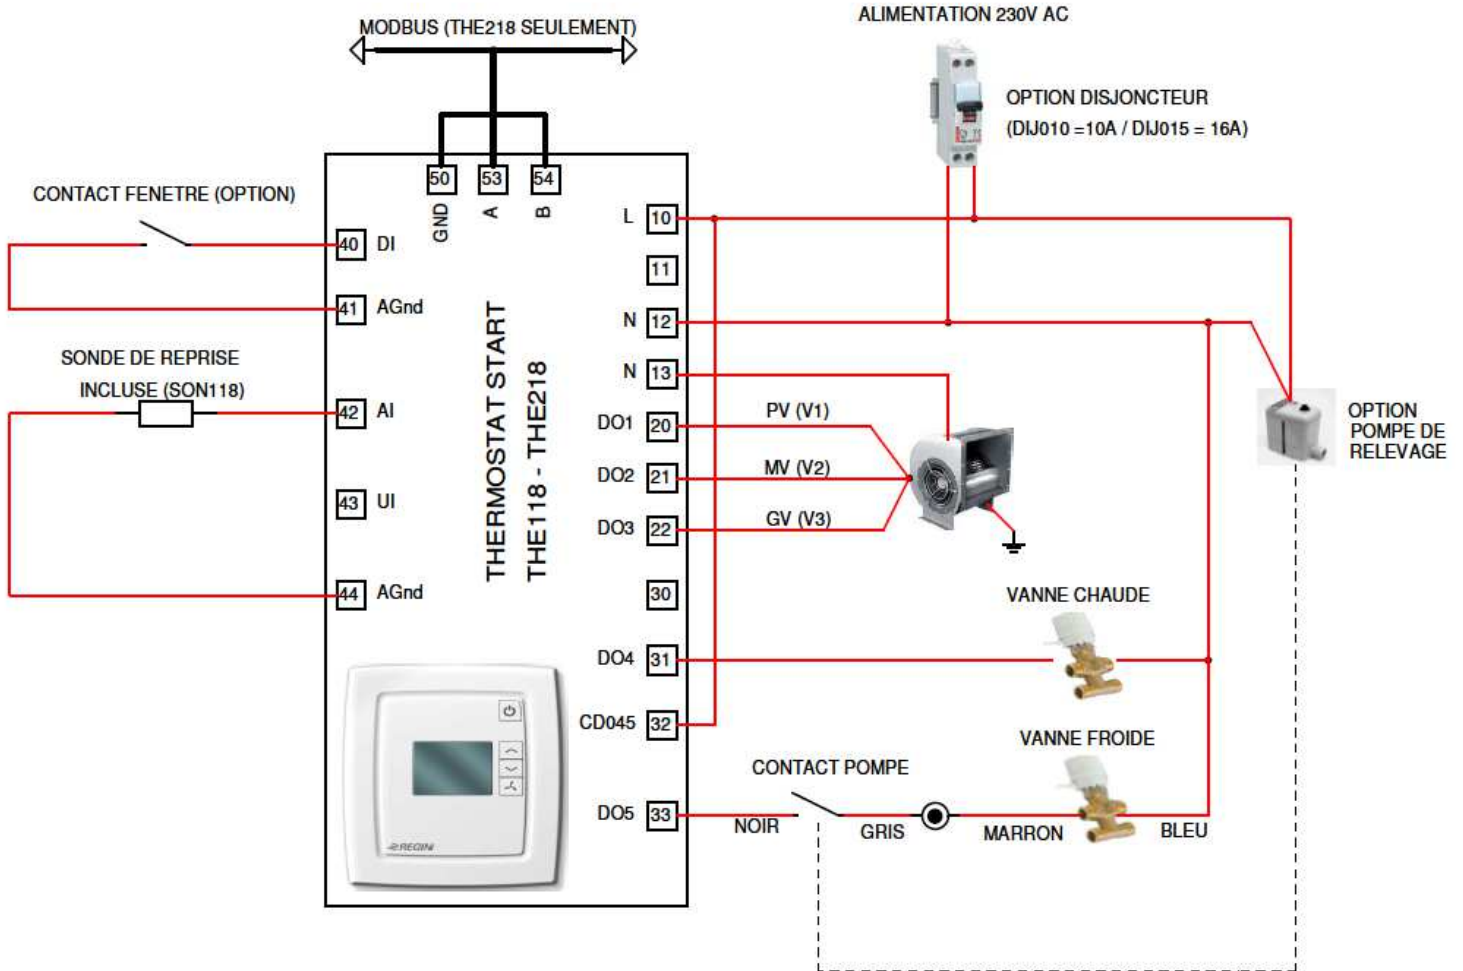 ALIMENTATION 230V AC
MODBUS (THE218 SEULEMENT)
OPTION DISJONCTEUR
(DIJ010 =10A / DIJ015 = 16A)
50
53
54
GND
A
B
CONTACT FENETRE (OPTION)
40 DI
41 AGnd
SONDE DE REPRISE
INCLUSE (SON118)
42 AI
43 UI
44 AGnd
THERMOSTAT START
THE118 - THE218
L 10
11
N 12
N 13
DO1 20
DO2 21
DO3 22
30
DO4 31
CD045 32
DO5 33
PV (V1)
MV (V2)
GV (V3)
OPTION
POMPE DE
RELEVAGE
VANNE CHAUDE
VANNE FROIDE
CONTACT POMPE
NOIR
GRIS
MARRON
BLEU
REGIN